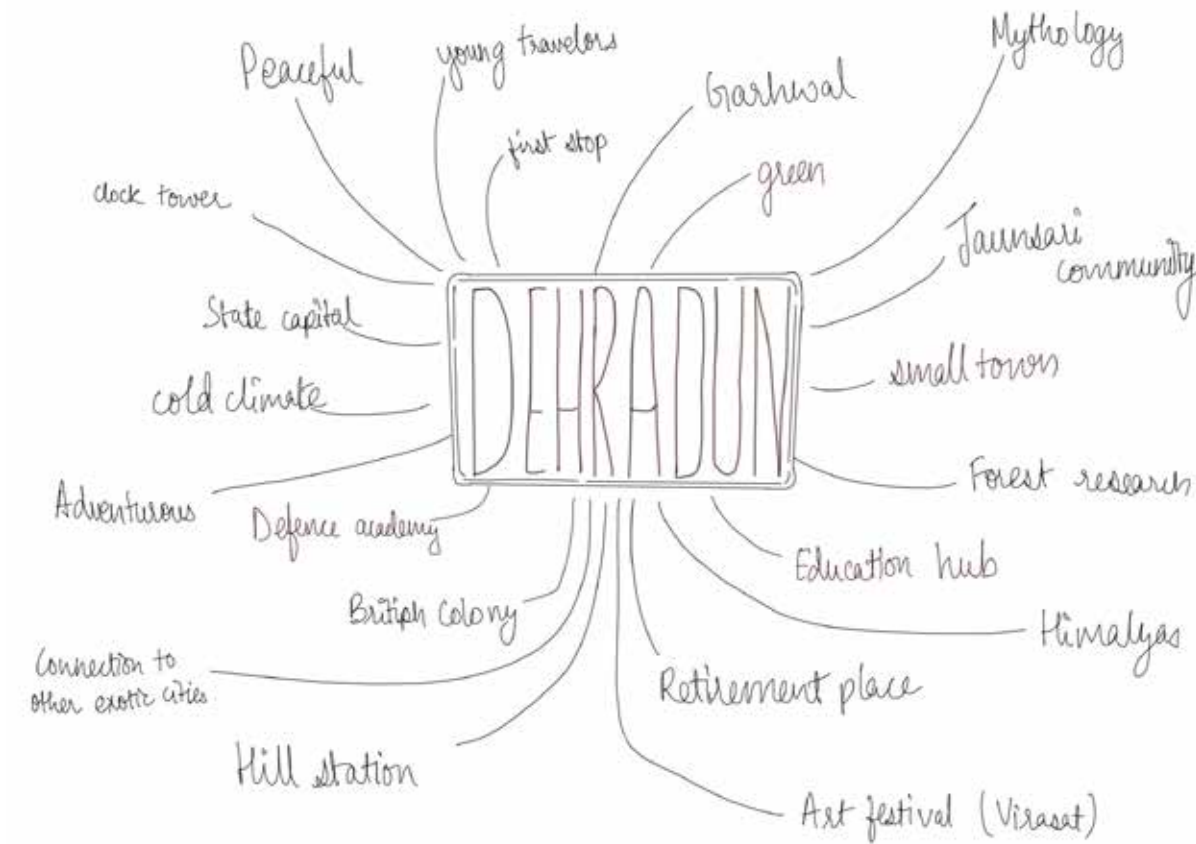 Peaceful
young travelors
Garhwal
Mythology
first stop
green
clock tower
Jaunsari
community
State capital
DEHRADUN
small town
cold climate
Adventurous
Defence academy
Forest research
Education hub
British Colony
Himalyas
Connection to
other exotic cities
Retirement place
Hill station
Art festival (Virasat)